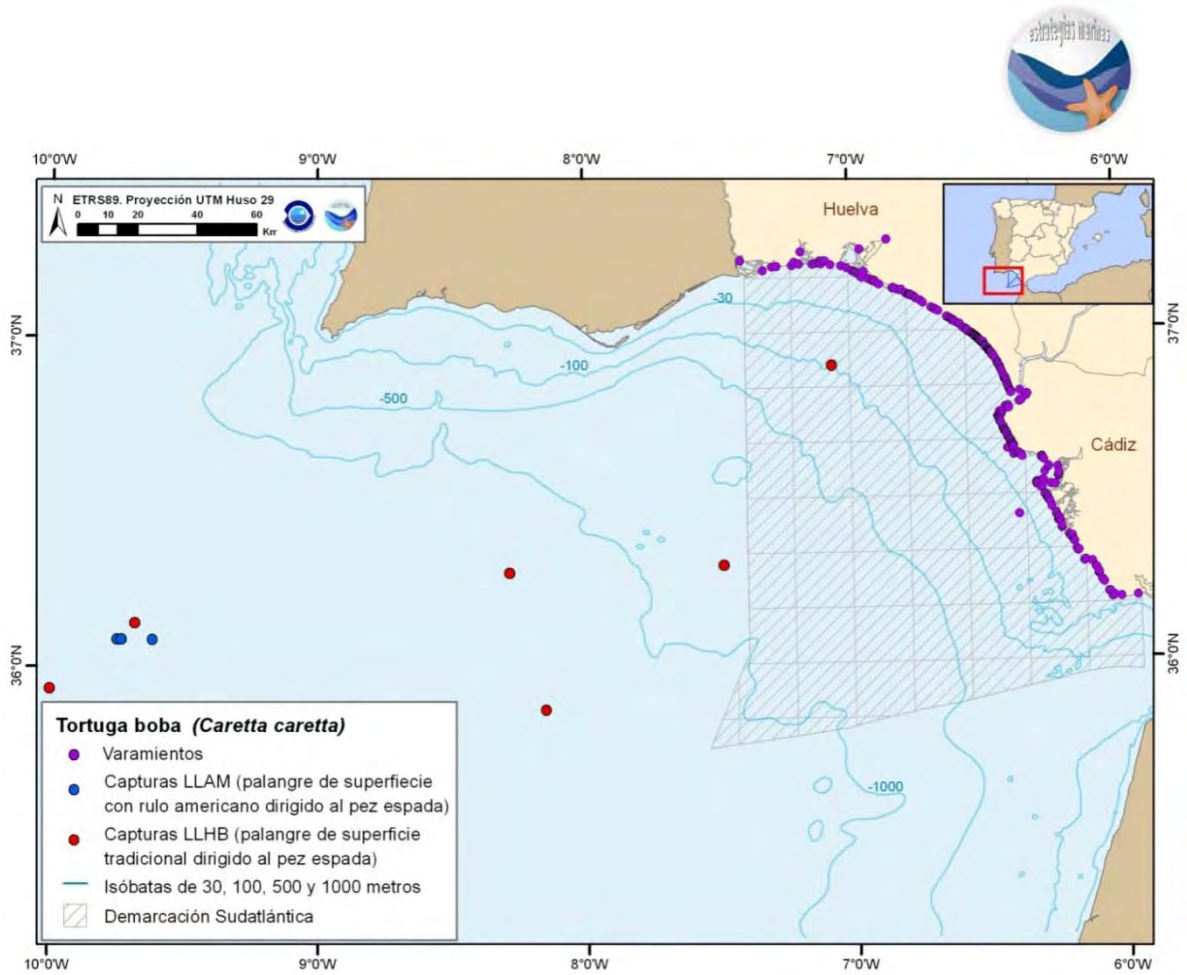 estrategias marinas
10°0'W 9°0'W 8°0'W 7°0'W 6°0'W
N ETRS89. Proyección UTM Huso 29
0 10 20 40 60
Km
Huelva
37°0'N
37°0'N
-30
-100
-500
Cádiz
36°0'N
36°0'N
-1000
Tortuga boba (Caretta caretta)
Varamientos
Capturas LLAM (palangre de superfiecie
con rulo americano dirigido al pez espada)
Capturas LLHB (palangre de superficie
tradicional dirigido al pez espada)
Isóbatas de 30, 100, 500 y 1000 metros
Demarcación Sudatlántica
10°0'W 9°0'W 8°0'W 7°0'W 6°0'W